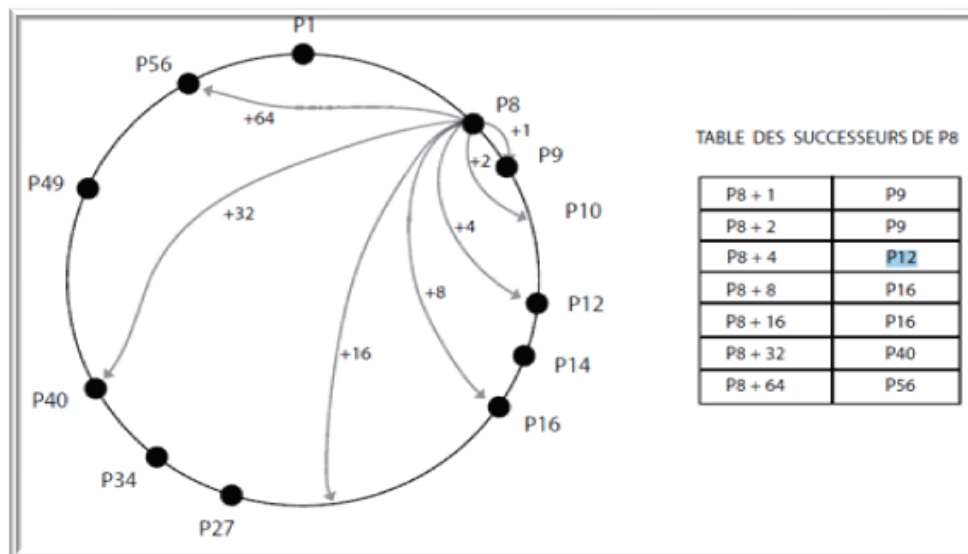 P1
P56
P8
+64
+1
+2
P9
P49
P10
+32
+4
+8
P12
+16
P14
P40
P16
P34
P27
TABLE DES SUCCESSEURS DE P8
P8 + 1 P9
P8 + 2 P9
P8 + 4 P12
P8 + 8 P16
P8 + 16 P16
P8 + 32 P40
P8 + 64 P56